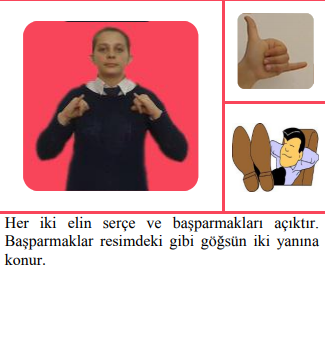 Her iki elin serçe ve başparmakları açıktır.
Başparmaklar resimdeki gibi göğsün iki yanına
konur.